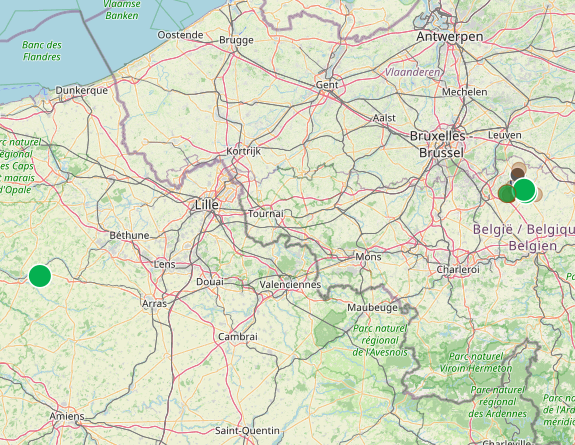 Vlaamse
Banken
Oostende
Brugge
Antwerpen
Banc des
Flandres
Gent
Vlaanderen
Dunkerque
Mechelen
Aalst
Bruxelles-
Brussel
Leuven
Parc naturel
régional
des Caps
et marais
d'Opale
Kortrijk
Lille
Tournai
België / Belgique
Belgien
Béthune
Lens
Douai
Mons
Charleroi
Valenciennes
Arras
Maubeuge
Cambrai
Parc naturel
régional
de l'Avesnois
Parc naturel
Viroin Hermeton
Parc naturel
régional
des Ardennes
Amiens
Saint-Quentin